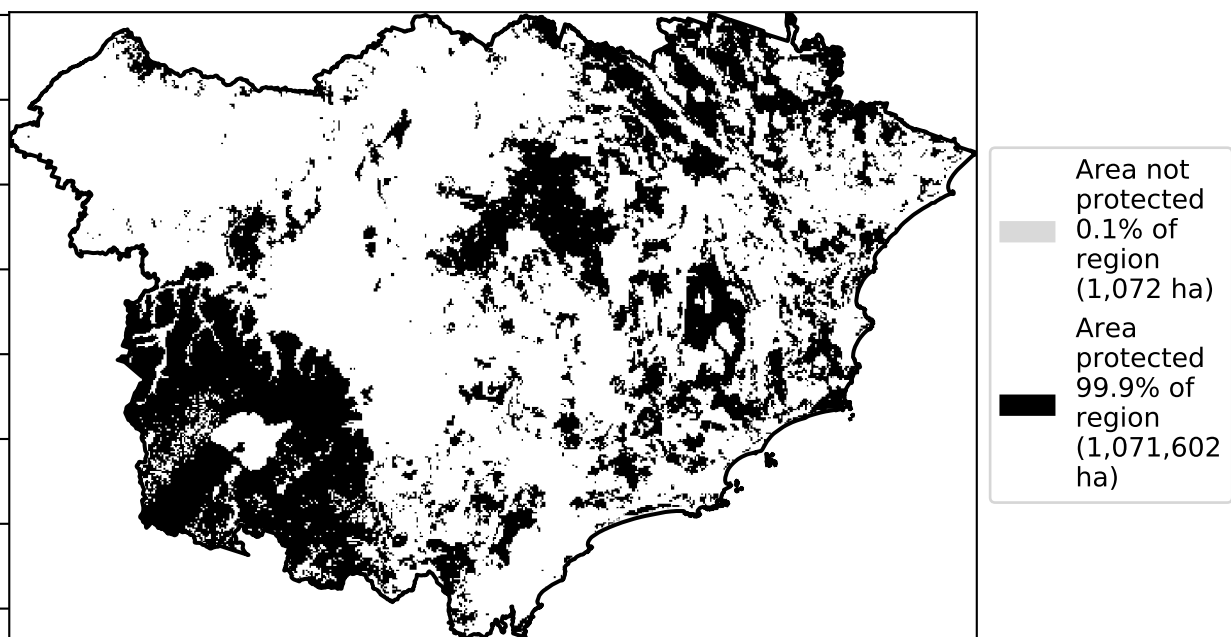 Area not
protected
0.1% of
region
(1,072 ha)
Area
protected
99.9% of
region
(1,071,602
ha)